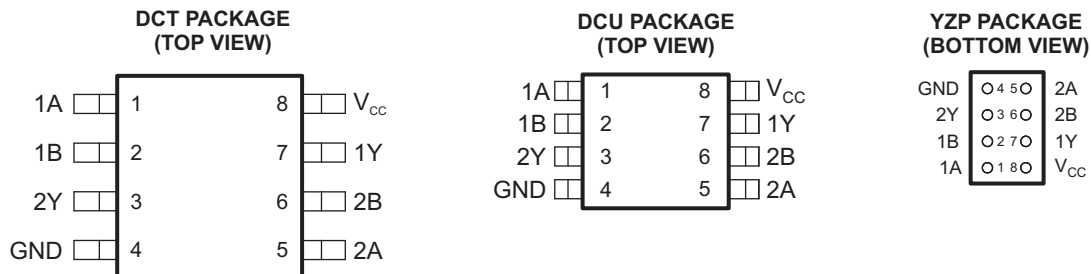 DCT PACKAGE
(TOP VIEW)
1A 1 8 VCC
1B 2 7 1Y
2Y 3 6 2B
GND 4 5 2A
DCU PACKAGE
(TOP VIEW)
1A 1 8 VCC
1B 2 7 1Y
2Y 3 6 2B
GND 4 5 2A
YZP PACKAGE
(BOTTOM VIEW)
GND 4 5 2A
2Y 3 6 2B
1B 2 7 1Y
1A 1 8 VCC